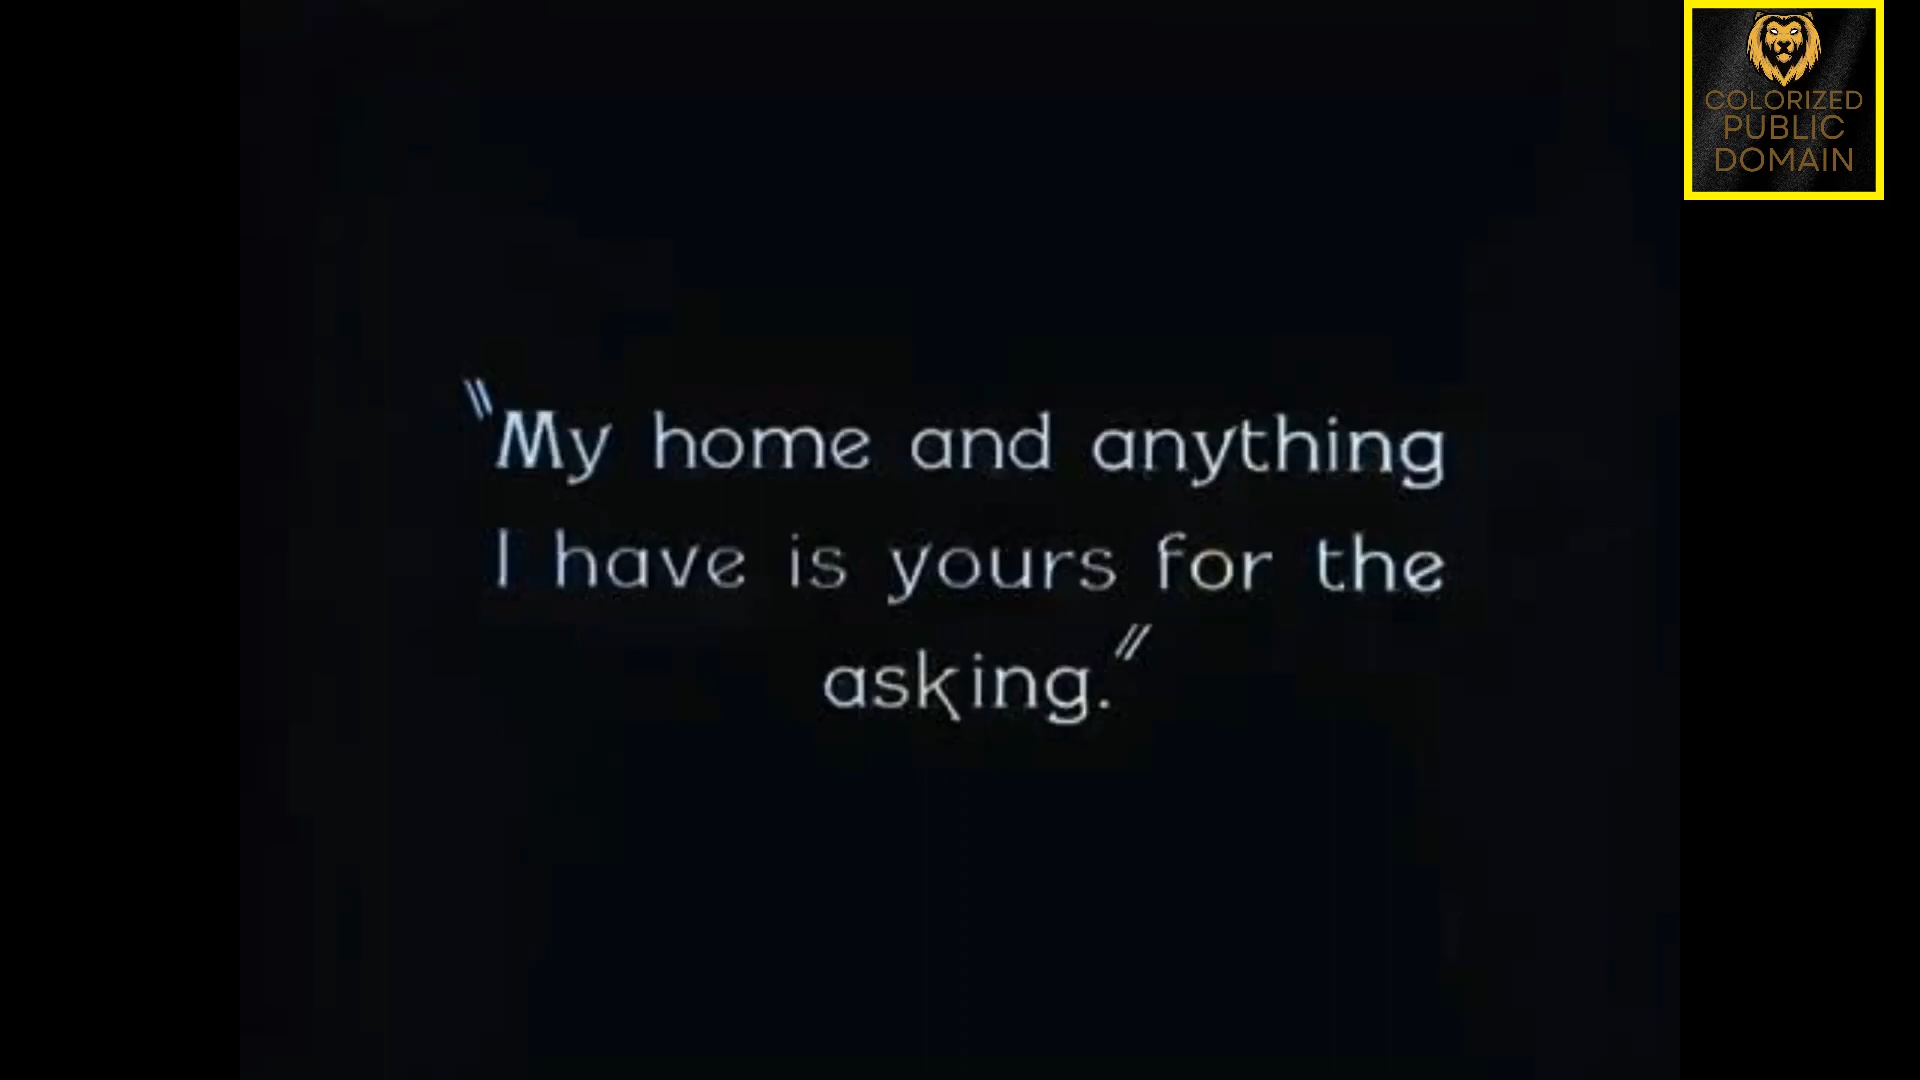 COLORIZED
PUBLIC
DOMAIN
"My home and anything
I have is yours for the
asking."